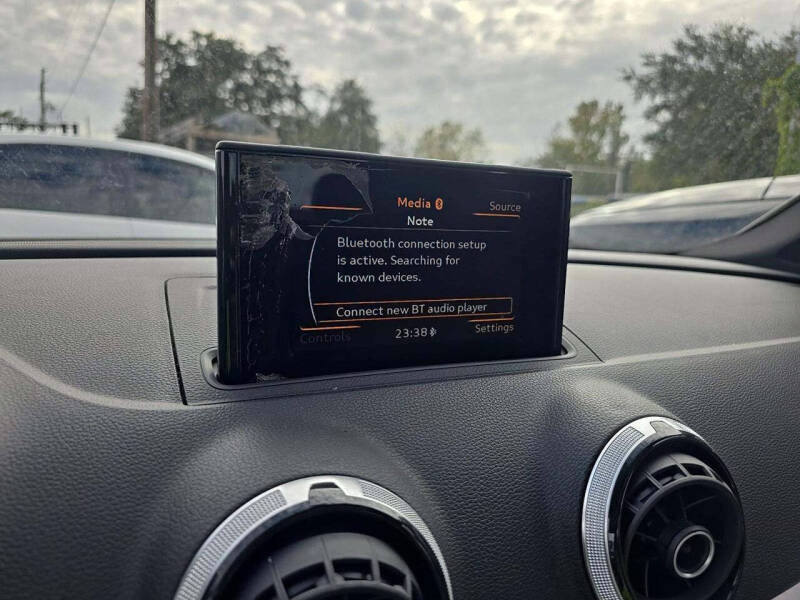 Media
Source
Note
Bluetooth connection setup
is active. Searching for
known devices.
Connect new BT audio player
Controls
23:38
Settings